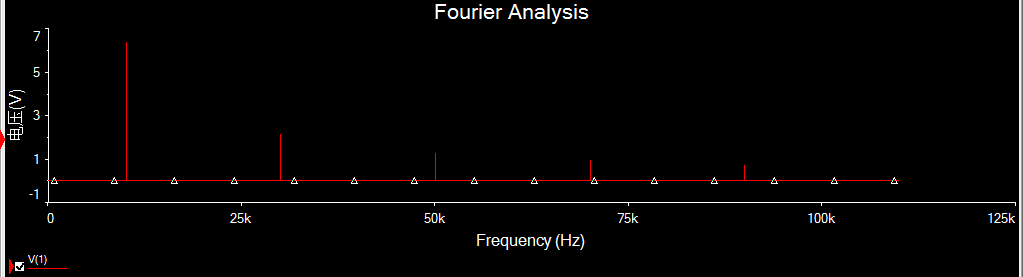 Fourier Analysis
7
5
3
1
-1
电压(V)
0 25k 50k 75k 100k 125k
Frequency (Hz)
V(1)